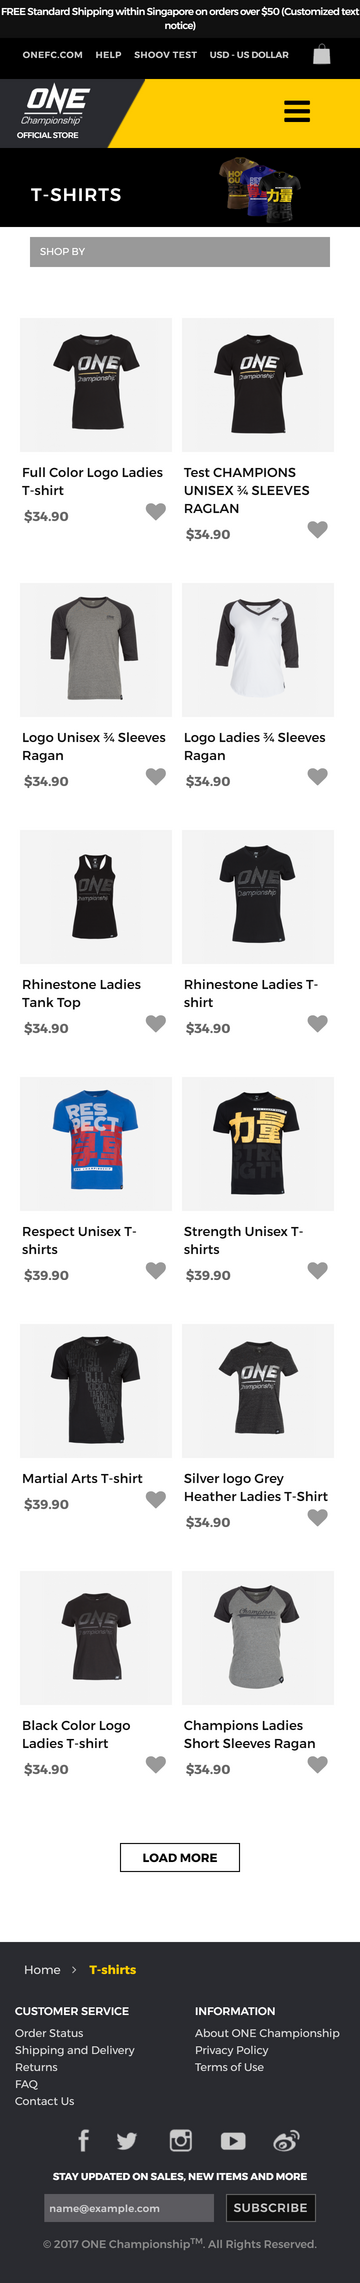 FREE Standard Shipping within Singapore on orders over $50 (Customized text
notice)
ONEFC.COM HELP SHOOV TEST USD - US DOLLAR
ONE
Championship
OFFICIAL STORE
T-SHIRTS
力量
SHOP BY
ONE
Championship
ONE
Championship
Full Color Logo Ladies
T-shirt
$34.90
Test CHAMPIONS
UNISEX ¾ SLEEVES
RAGLAN
$34.90
Logo Unisex ¾ Sleeves
Ragan
$34.90
Logo Ladies ¾ Sleeves
Ragan
$34.90
ONE
Championship
ONE
Championship
Rhinestone Ladies
Tank Top
$34.90
Rhinestone Ladies T-
shirt
$34.90
RES
PECT
力量
STRE
NGTH
Respect Unisex T-
shirts
$39.90
Strength Unisex T-
shirts
$39.90
ONE
Championship
Martial Arts T-shirt
$39.90
Silver logo Grey
Heather Ladies T-Shirt
$34.90
ONE
Championship
Champions
Black Color Logo
Ladies T-shirt
$34.90
Champions Ladies
Short Sleeves Ragan
$34.90
LOAD MORE
Home > T-shirts
CUSTOMER SERVICE
Order Status
Shipping and Delivery
Returns
FAQ
Contact Us
INFORMATION
About ONE Championship
Privacy Policy
Terms of Use
STAY UPDATED ON SALES, NEW ITEMS AND MORE
name@example.com SUBSCRIBE
© 2017 ONE Championship™. All Rights Reserved.